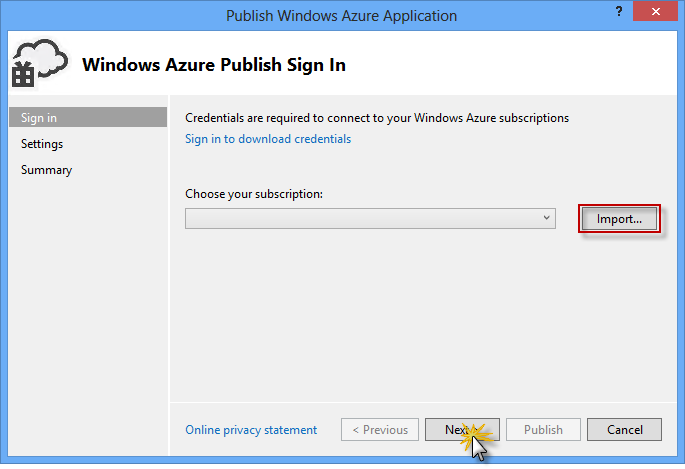 Publish Windows Azure Application
?
Windows Azure Publish Sign In
Sign in
Settings
Summary
Credentials are required to connect to your Windows Azure subscriptions
Sign in to download credentials
Choose your subscription:
Import...
Online privacy statement
< Previous
Next
Publish
Cancel